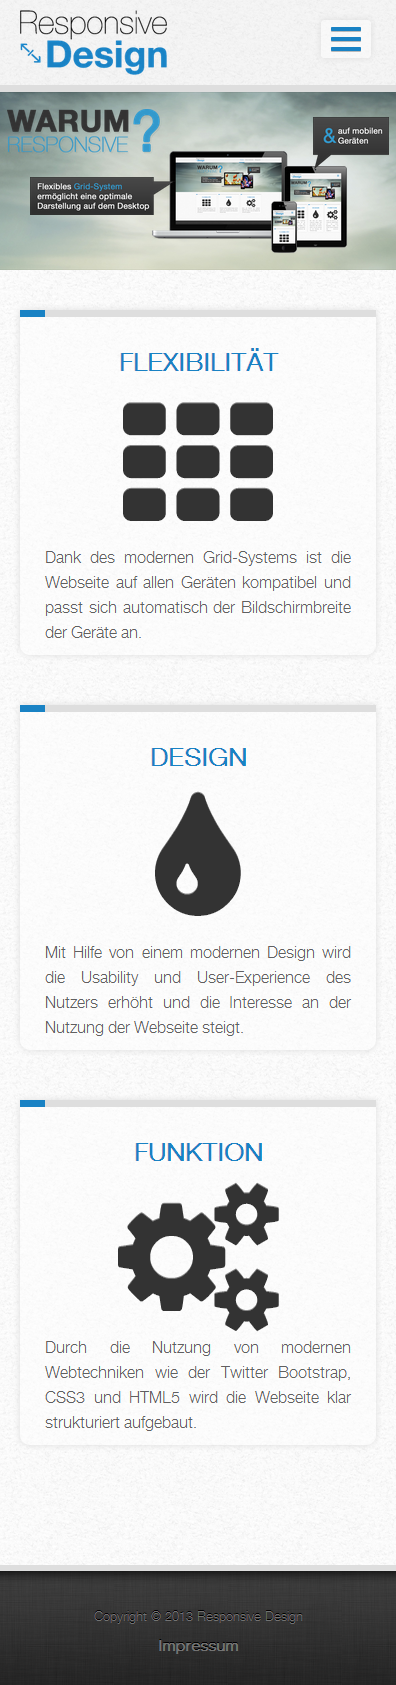 Responsive
Design
WARUM
RESPONSIVE ?
& auf mobilen
Geräten
Flexibles Grid-System
ermöglicht eine optimale
Darstellung auf dem Desktop
FLEXIBILITÄT
Dank des modernen Grid-Systems ist die
Webseite auf allen Geräten kompatibel und
passt sich automatisch der Bildschirmbreite
der Geräte an.
DESIGN
Mit Hilfe von einem modernen Design wird
die Usability und User-Experience des
Nutzers erhöht und die Interesse an der
Nutzung der Webseite steigt.
FUNKTION
Durch die Nutzung von modernen
Webtechniken wie der Twitter Bootstrap,
CSS3 und HTML5 wird die Webseite klar
strukturiert aufgebaut.
Copyright © 2013 Responsive Design
Impressum